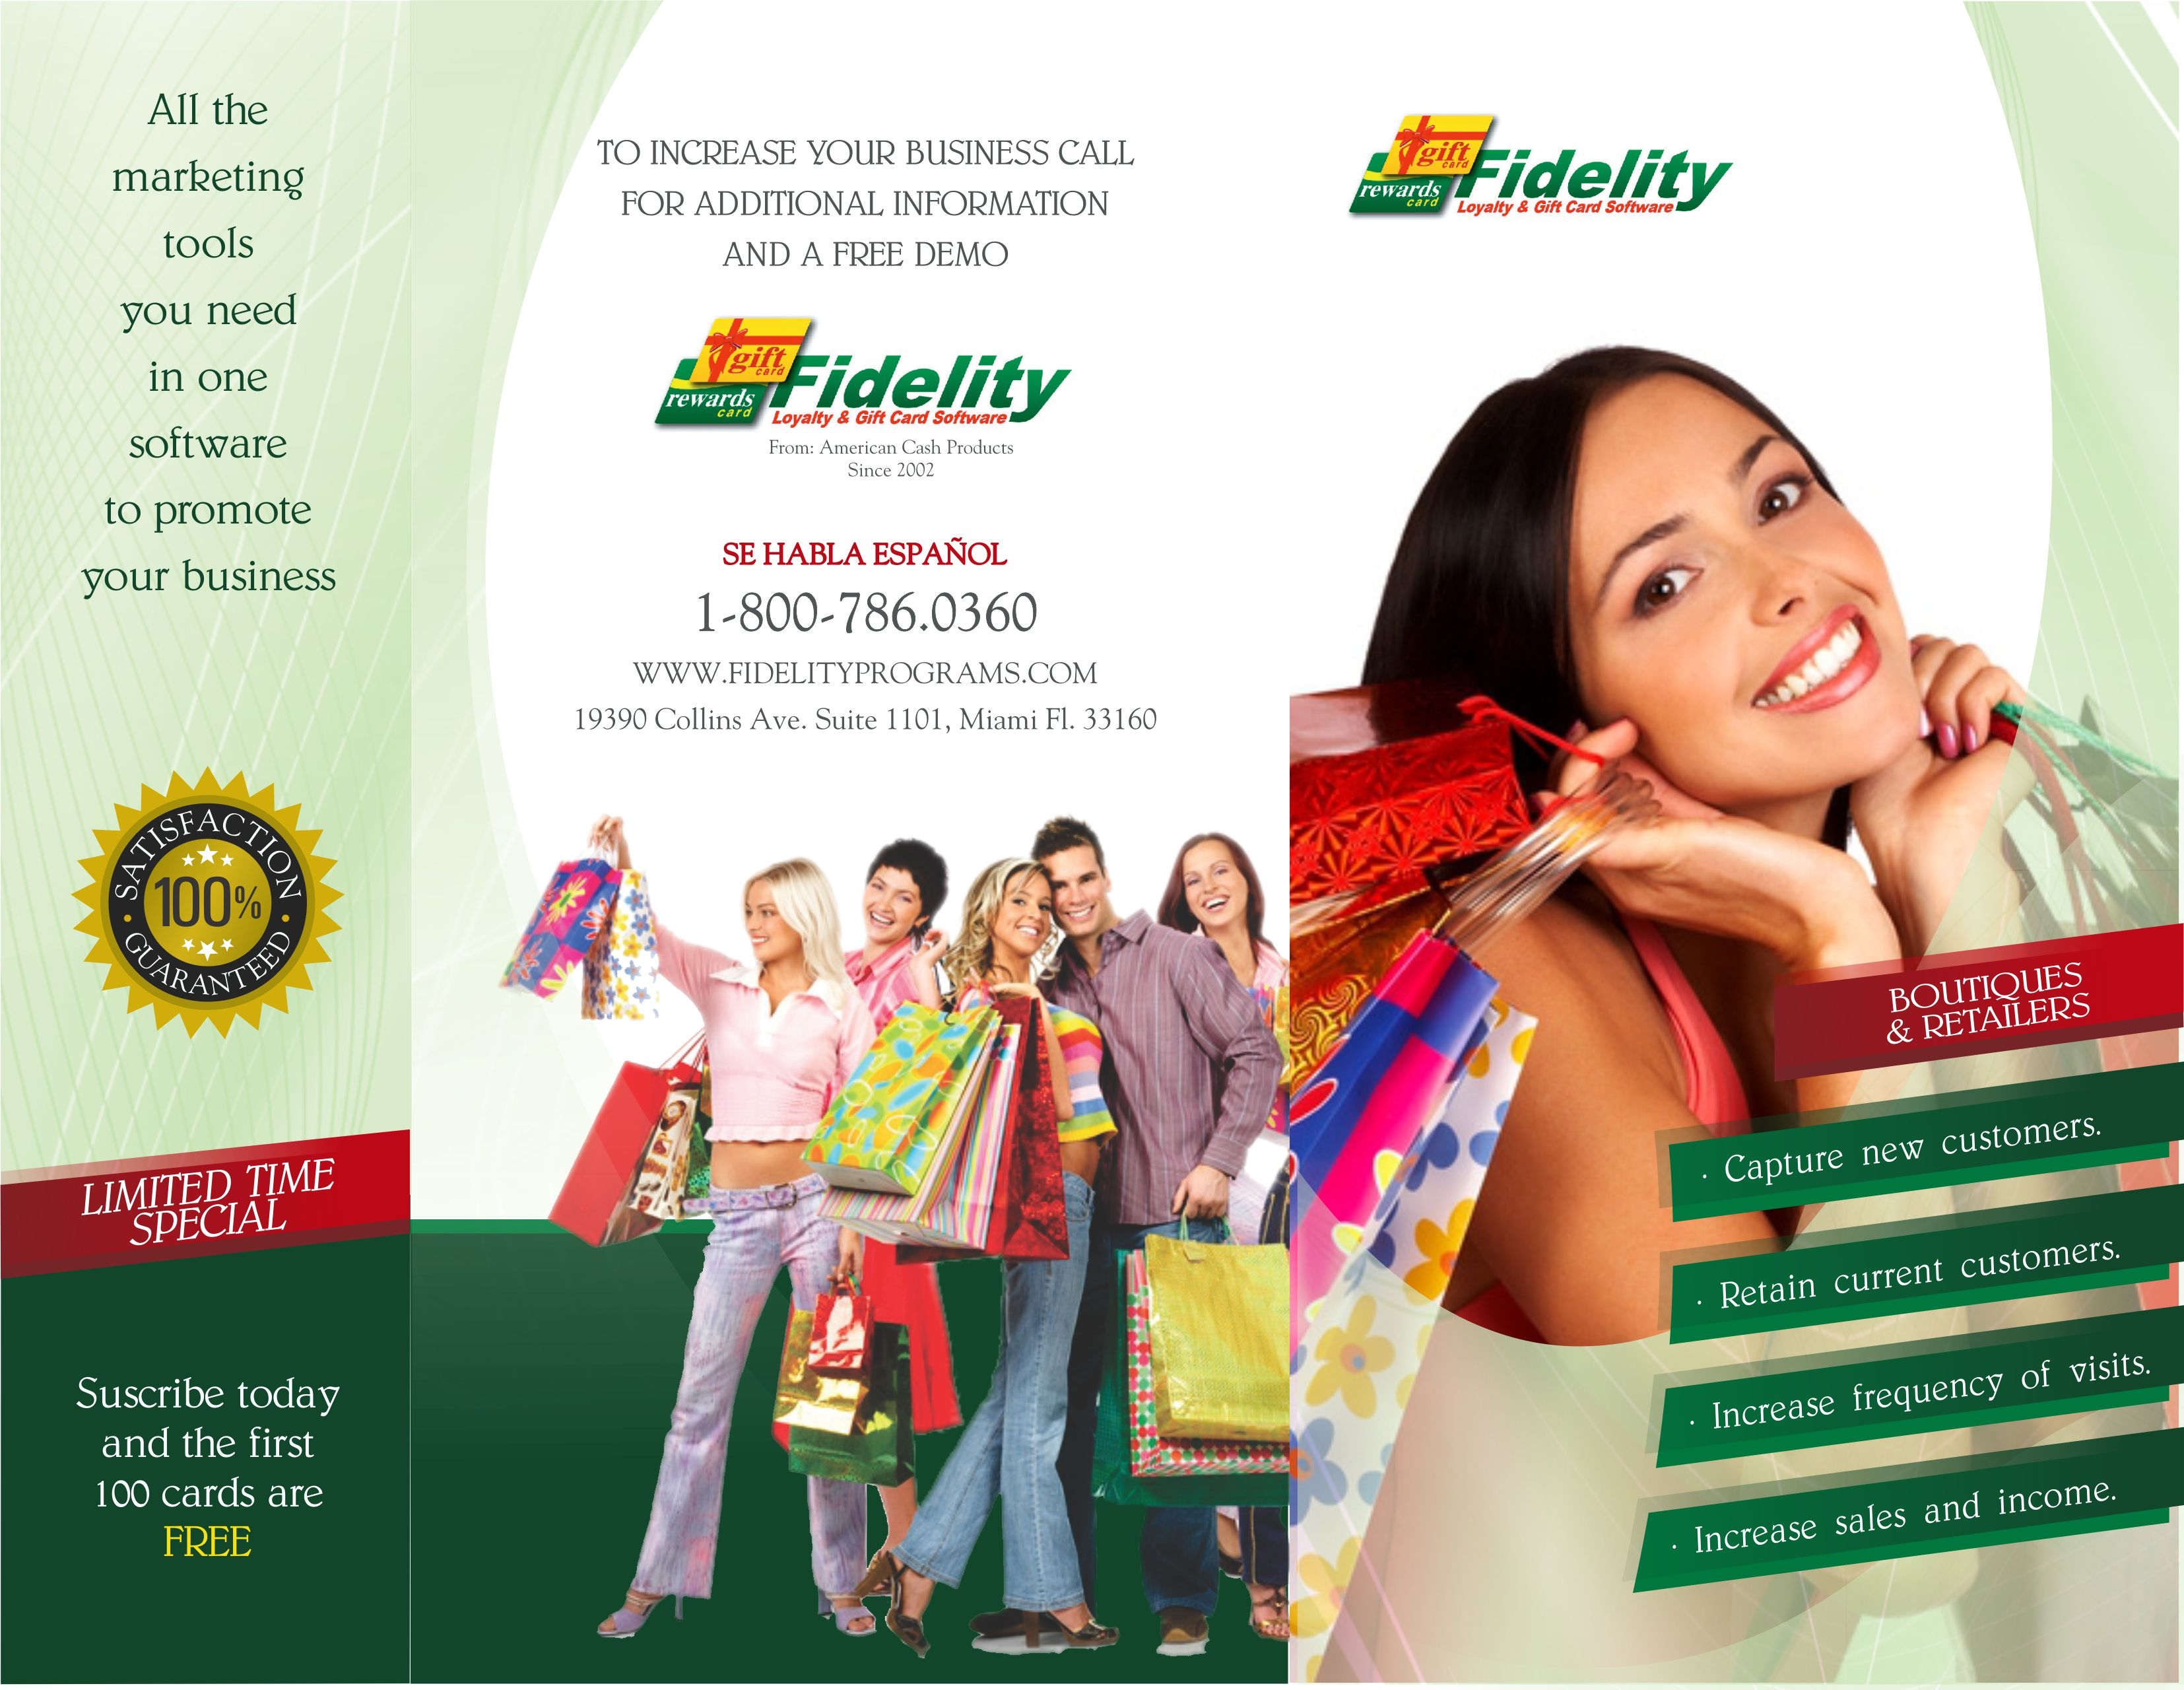 All the
marketing
tools
you need
in one
software
to promote
your business
SATISFACTION
100%
GUARANTEED
LIMITED TIME
SPECIAL
Suscribe today
and the first
100 cards are
FREE
TO INCREASE YOUR BUSINESS CALL
FOR ADDITIONAL INFORMATION
AND A FREE DEMO
gift
card
rewards
card
Fidelity
Loyalty & Gift Card Software
From: American Cash Products
Since 2002
SE HABLA ESPAÑOL
1-800-786.0360
WWW.FIDELITYPROGRAMS.COM
19390 Collins Ave. Suite 1101, Miami Fl. 33160
gift
card
rewards
card
Fidelity
Loyalty & Gift Card Software
BOUTIQUES
& RETAILERS
· Capture new customers.
· Retain current customers.
· Increase frequency of visits.
· Increase sales and income.